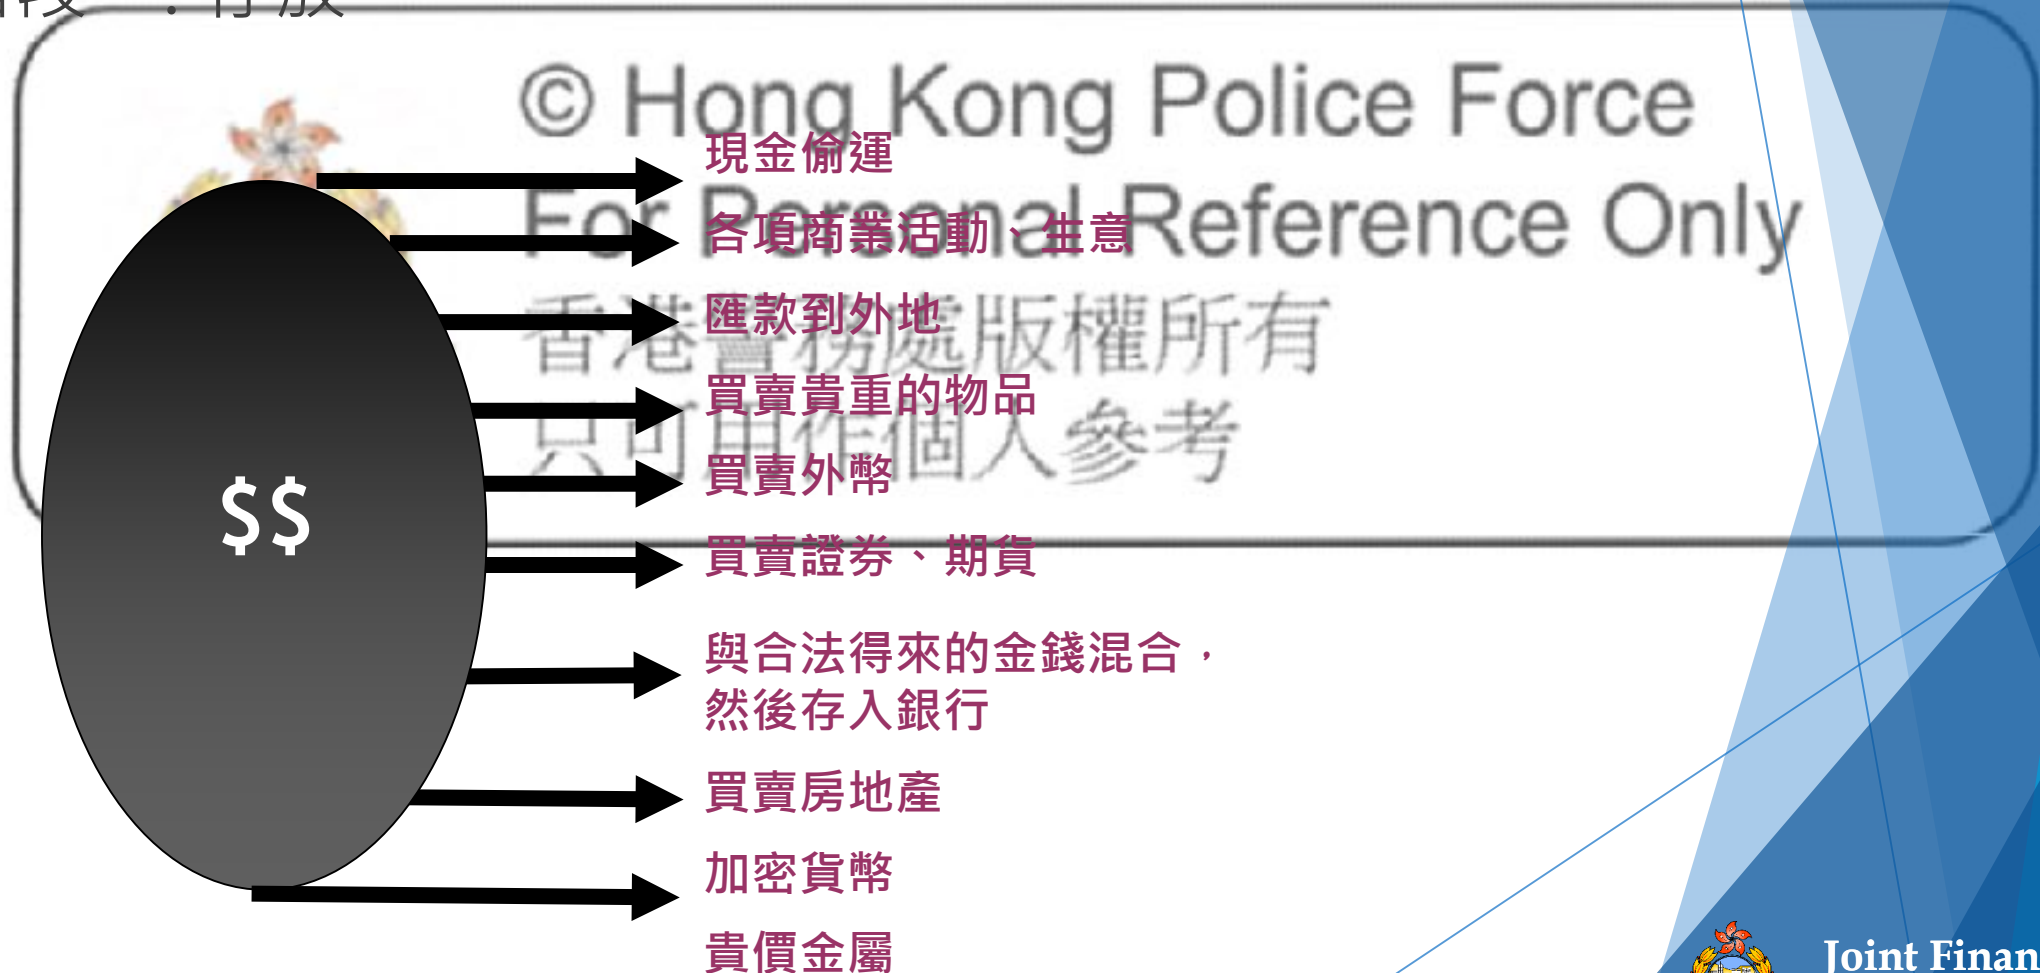 ：存放
© Hong Kong Police Force
For Personal Reference Only
香港警務處版權所有
只可用作個人參考
$$
現金偷運
各項商業活動、生意
匯款到外地
買賣貴重的物品
買賣外幣
買賣證券、期貨
與合法得來的金錢混合，
然後存入銀行
買賣房地產
加密貨幣
貴價金屬
Joint Finan